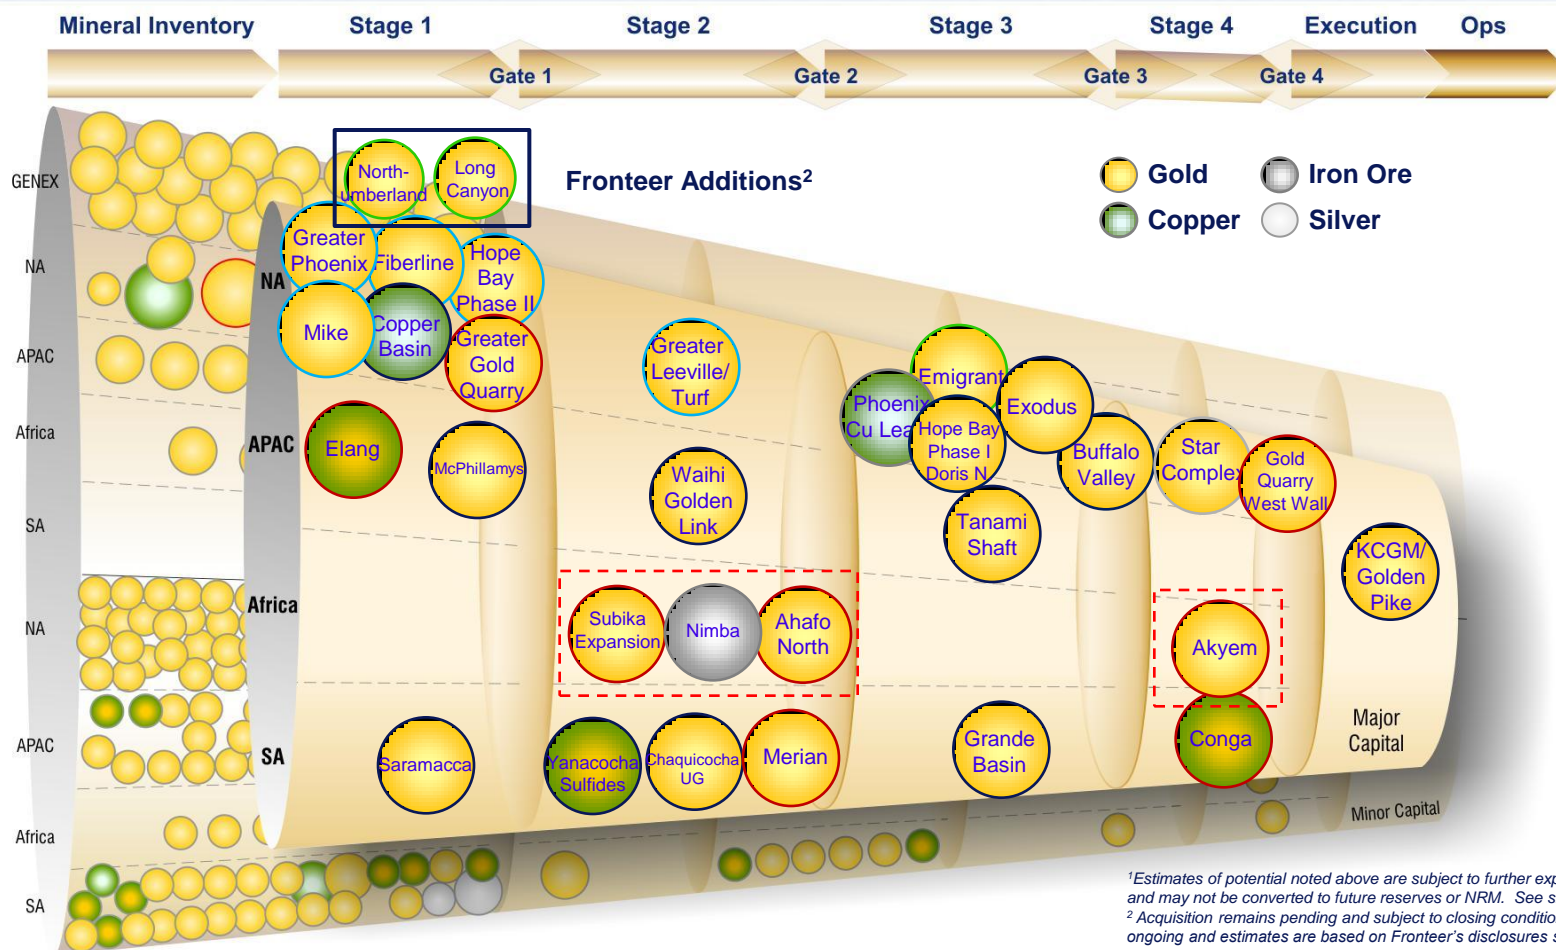 Mineral Inventory
Stage 1
Stage 2
Stage 3
Stage 4
Execution
Ops
Gate 1
Gate 2
Gate 3
Gate 4
GENEX
NA
APAC
Africa
SA
NA
APAC
Africa
SA
NA
APAC
Africa
SA
Fronteer Additions²
Gold
Iron Ore
Copper
Silver
North-
umberland
Long
Canyon
Greater
Phoenix
Fiberline
Hope
Bay
Phase II
Mike
Copper
Basin
Greater
Gold
Quarry
Greater
Leeville/
Turf
Emigrant
Phoenix
Cu Lea
Hope Bay
Phase I
Doris N
Exodus
Buffalo
Valley
Star
Complex
Gold
Quarry
West Wall
Elang
McPhillamys
Waihi
Golden
Link
Tanami
Shaft
KCGM/
Golden
Pike
Subika
Expansion
Nimba
Ahafo
North
Akyem
Saramacca
Yanacocha
Sulfides
Chaquicocha
UG
Merian
Grande
Basin
Conga
Major
Capital
Minor Capital
¹Estimates of potential noted above are subject to further exp
and may not be converted to future reserves or NRM. See s
² Acquisition remains pending and subject to closing condition
ongoing and estimates are based on Fronteer's disclosures s